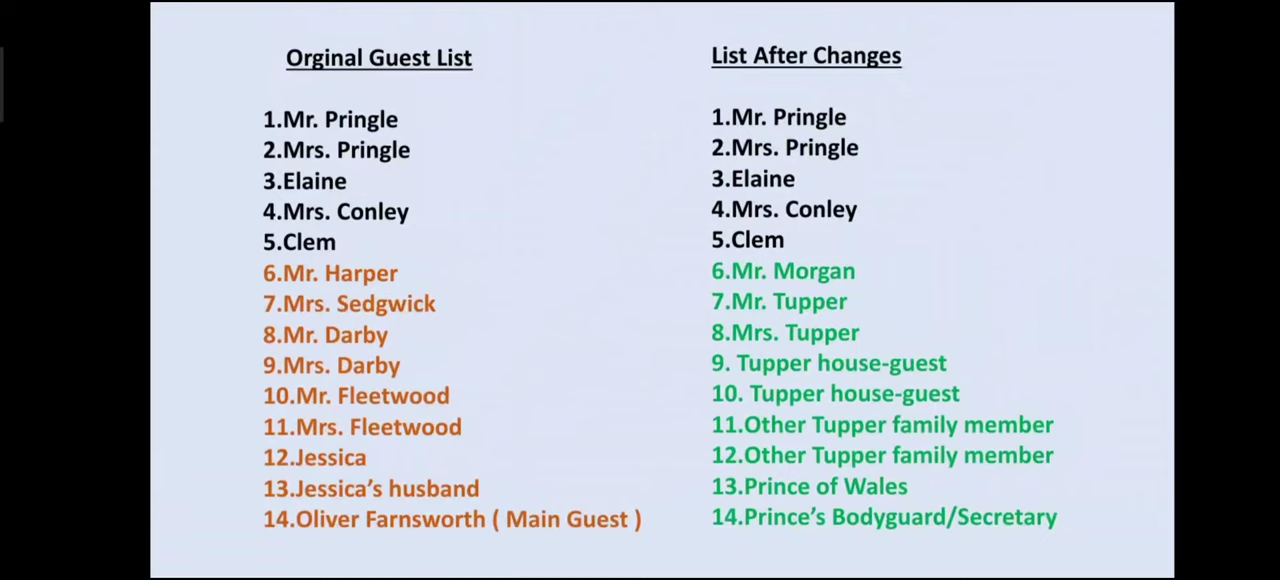 Orginal Guest List
1.Mr. Pringle
2.Mrs. Pringle
3.Elaine
4.Mrs. Conley
5.Clem
6.Mr. Harper
7.Mrs. Sedgwick
8.Mr. Darby
9.Mrs. Darby
10.Mr. Fleetwood
11.Mrs. Fleetwood
12.Jessica
13.Jessica's husband
14.Oliver Farnsworth ( Main Guest )
List After Changes
1.Mr. Pringle
2.Mrs. Pringle
3.Elaine
4.Mrs. Conley
5.Clem
6.Mr. Morgan
7.Mr. Tupper
8.Mrs. Tupper
9. Tupper house-guest
10. Tupper house-guest
11.Other Tupper family member
12.Other Tupper family member
13.Prince of Wales
14.Prince's Bodyguard/Secretary